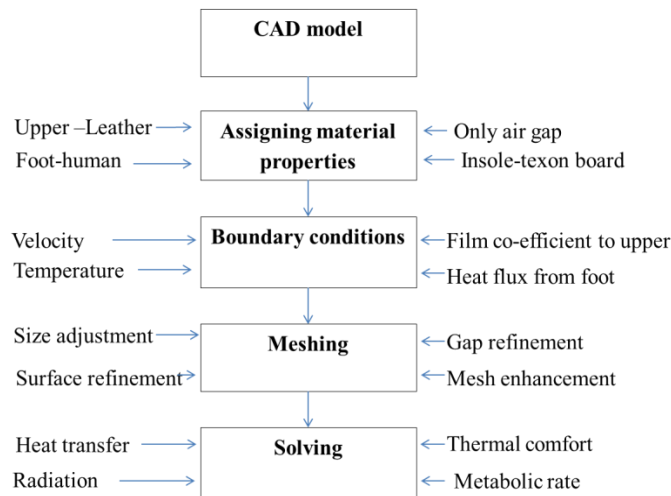 CAD model
Upper –Leather
Assigning material
properties
Only air gap
Foot-human
Insole-texon board
Velocity
Boundary conditions
Film co-efficient to upper
Temperature
Heat flux from foot
Size adjustment
Meshing
Gap refinement
Surface refinement
Mesh enhancement
Heat transfer
Solving
Thermal comfort
Radiation
Metabolic rate